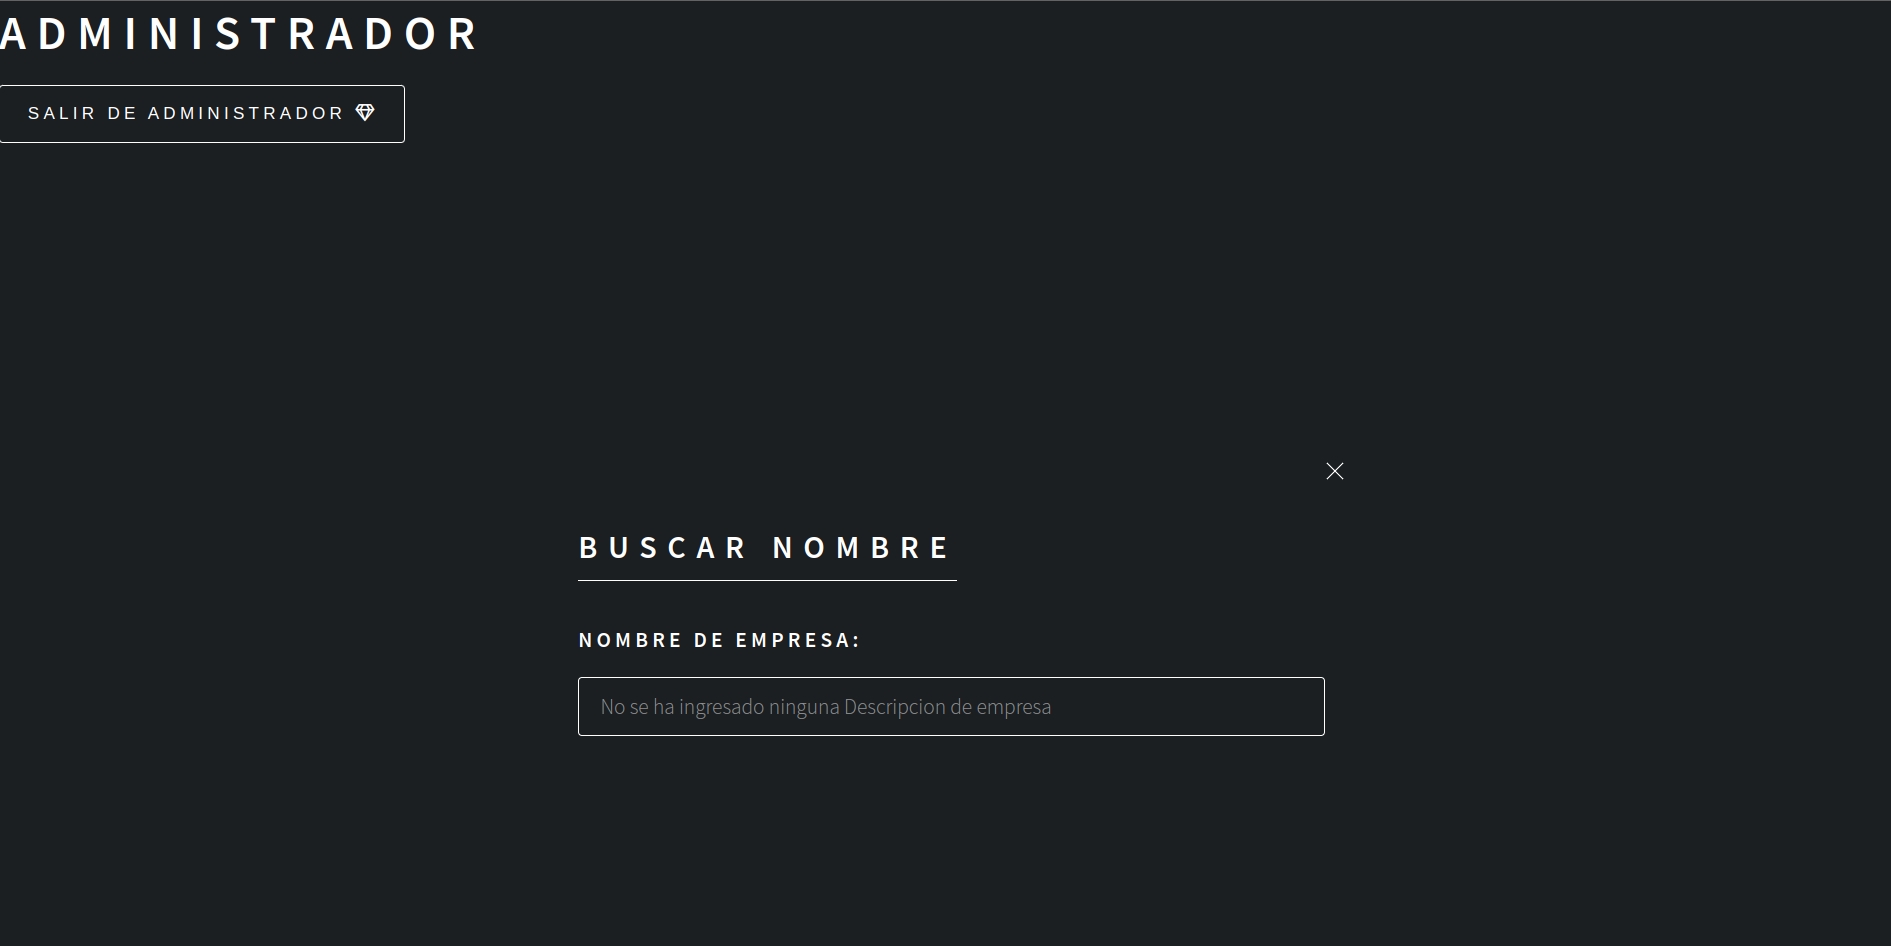 ADMINISTRADOR
SALIR DE ADMINISTRADOR
BUSCAR NOMBRE
NOMBRE DE EMPRESA:
No se ha ingresado ninguna Descripcion de empresa